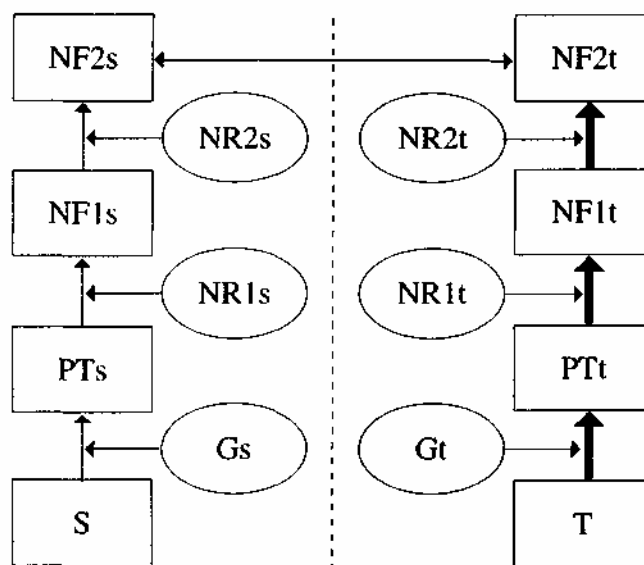 NF2s NF2t
NR2s NR2t
NF1s NF1t
NR1s NR1t
PTs PTt
Gs Gt
S T